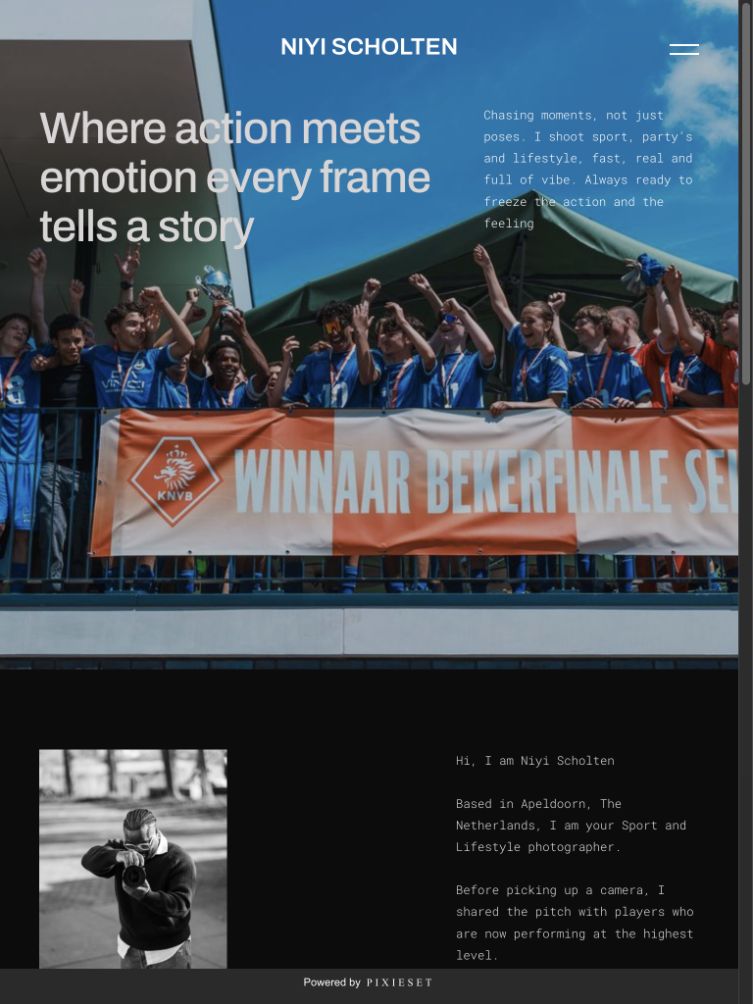 NIYI SCHOLTEN
Where action meets
emotion every frame
tells a story
Chasing moments, not just
poses. I shoot sport, party's
and lifestyle, fast, real and
full of vibe. Always ready to
freeze the action and the
feeling
DA
VINCI
KNVB
WINNAAR BEKERFINALE SE
Hi, I am Niyi Scholten
Based in Apeldoorn, The
Netherlands, I am your Sport and
Lifestyle photographer.
Before picking up a camera, I
shared the pitch with players who
are now performing at the highest
level.
Powered by PIXIESET